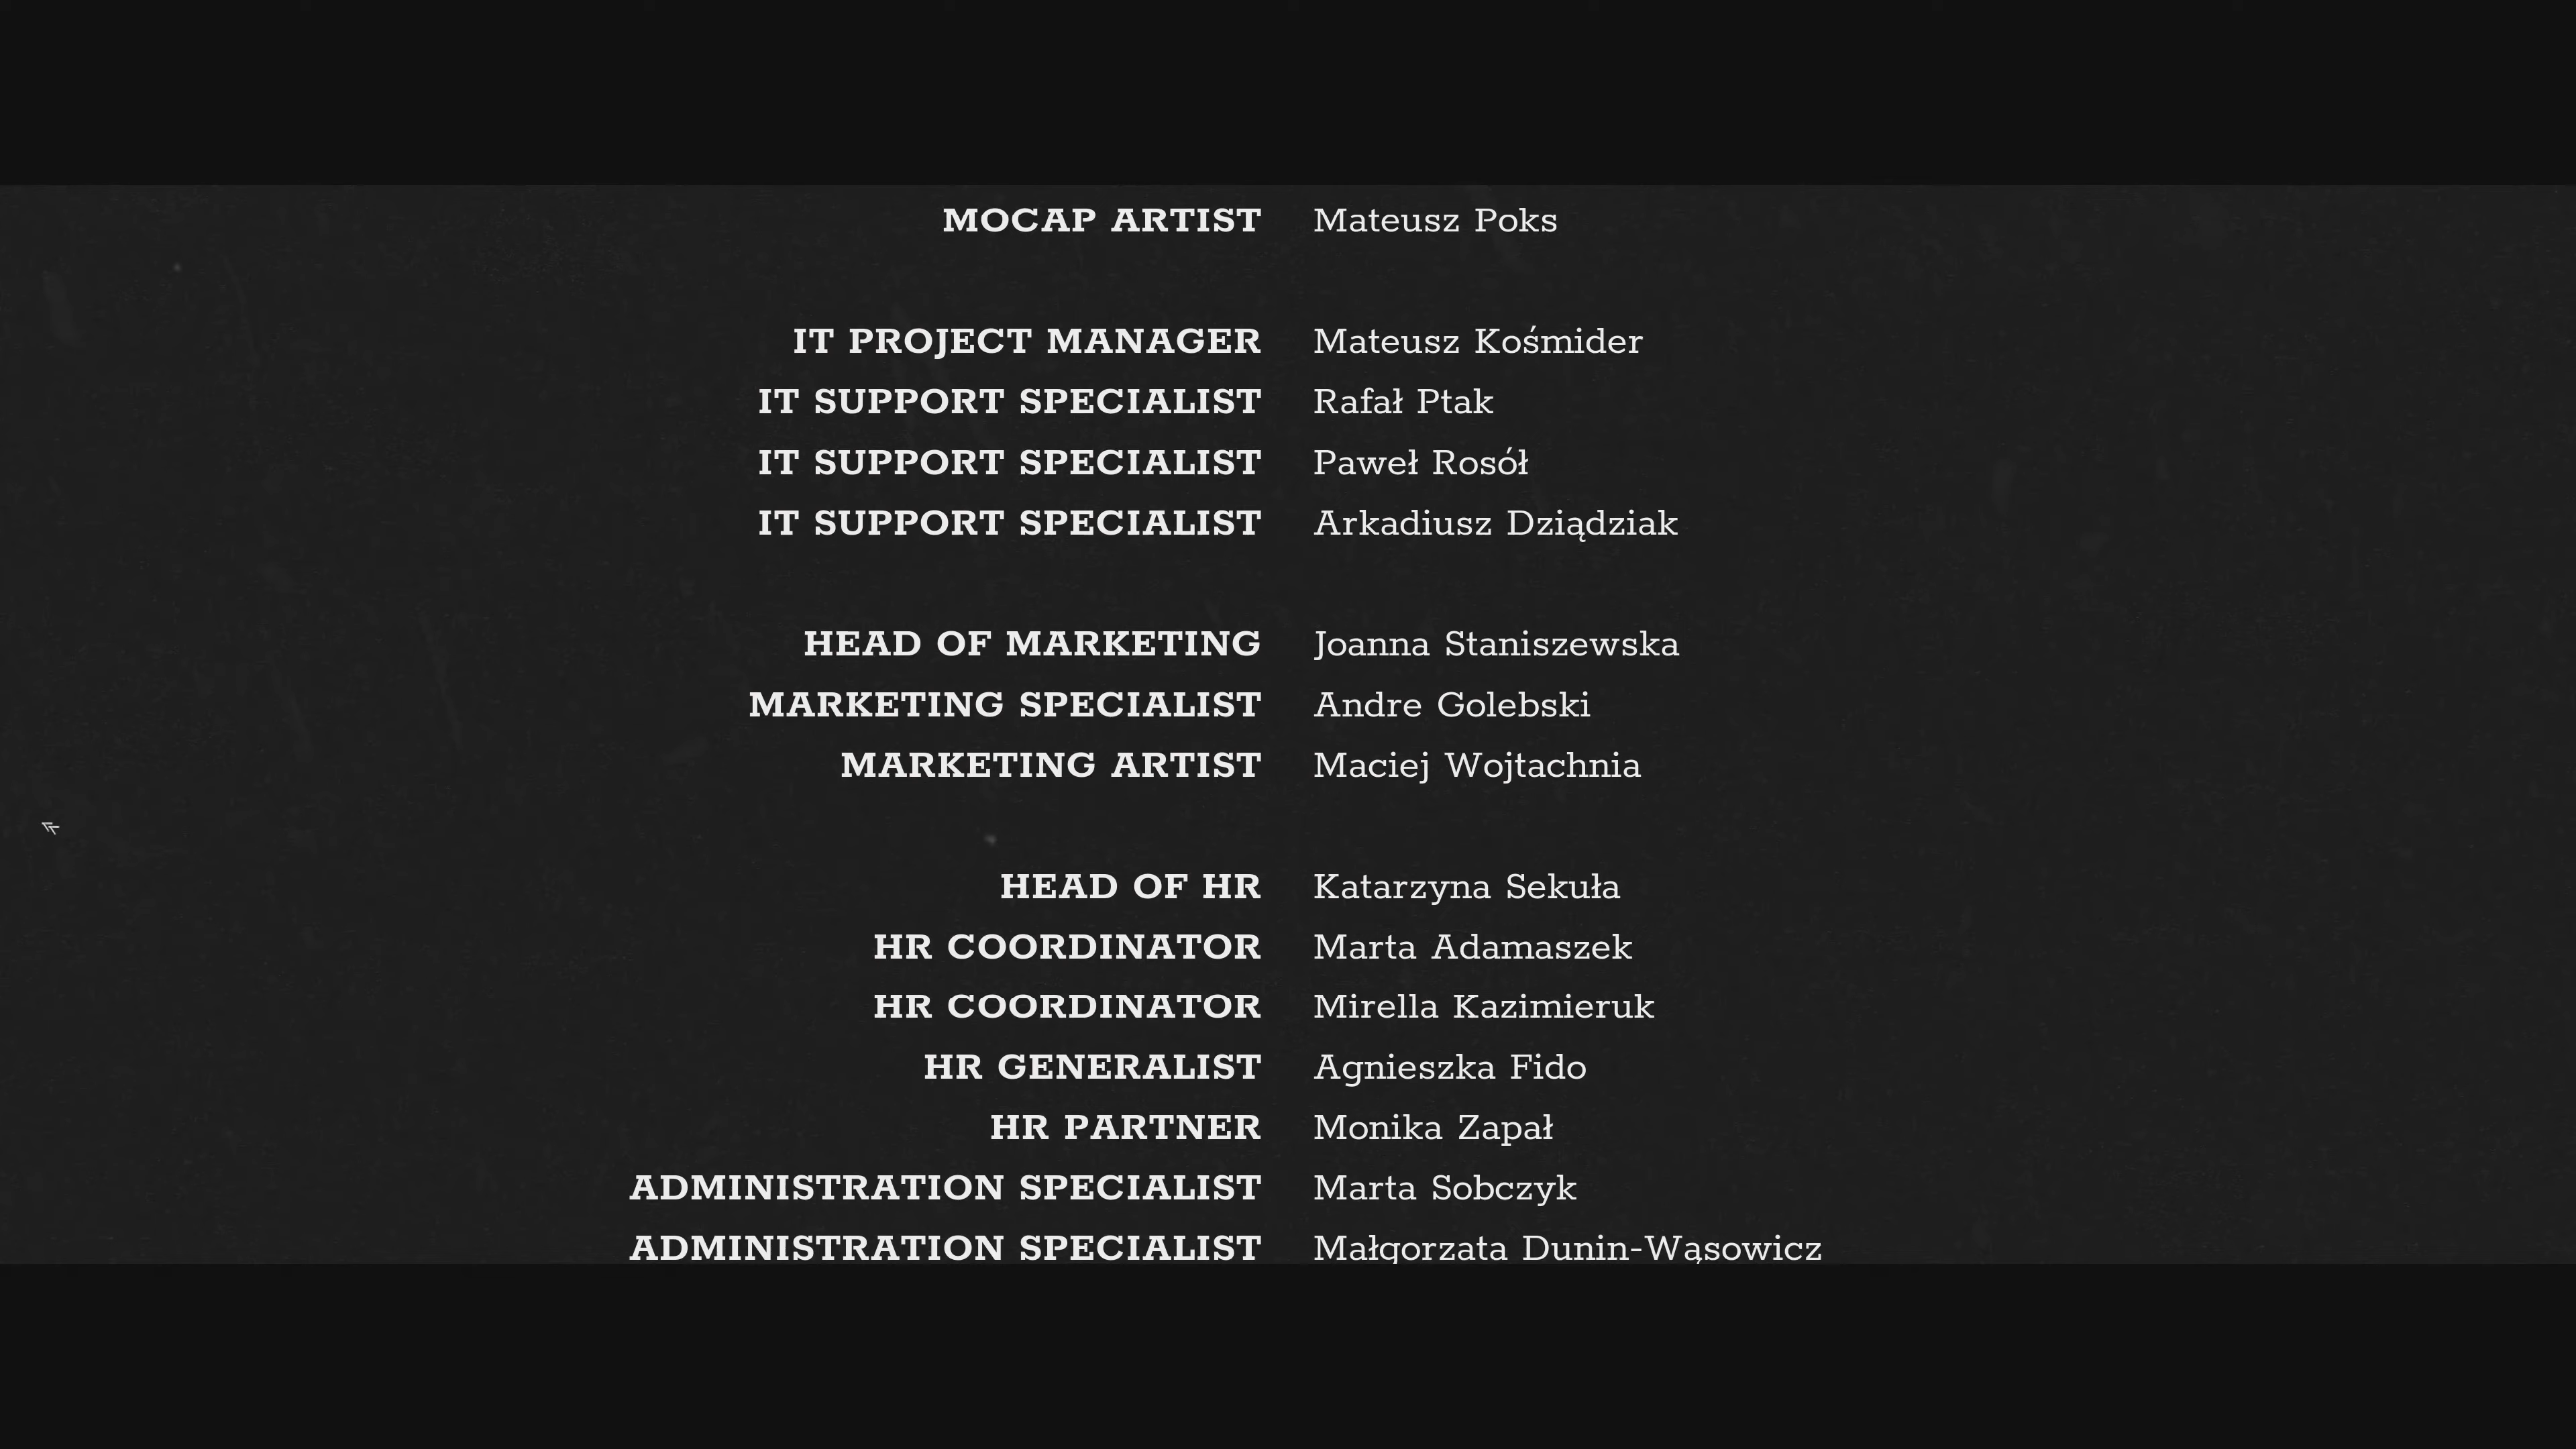 MOCAP ARTIST Mateusz Poks
IT PROJECT MANAGER Mateusz Kośmider
IT SUPPORT SPECIALIST Rafał Ptak
IT SUPPORT SPECIALIST Paweł Rosół
IT SUPPORT SPECIALIST Arkadiusz Dziądziak
HEAD OF MARKETING Joanna Staniszewska
MARKETING SPECIALIST Andre Golebski
MARKETING ARTIST Maciej Wojtachnia
HEAD OF HR Katarzyna Sekuła
HR COORDINATOR Marta Adamaszek
HR COORDINATOR Mirella Kazimieruk
HR GENERALIST Agnieszka Fido
HR PARTNER Monika Zapał
ADMINISTRATION SPECIALIST Marta Sobczyk
ADMINISTRATION SPECIALIST Małgorzata Dunin-Wąsowicz